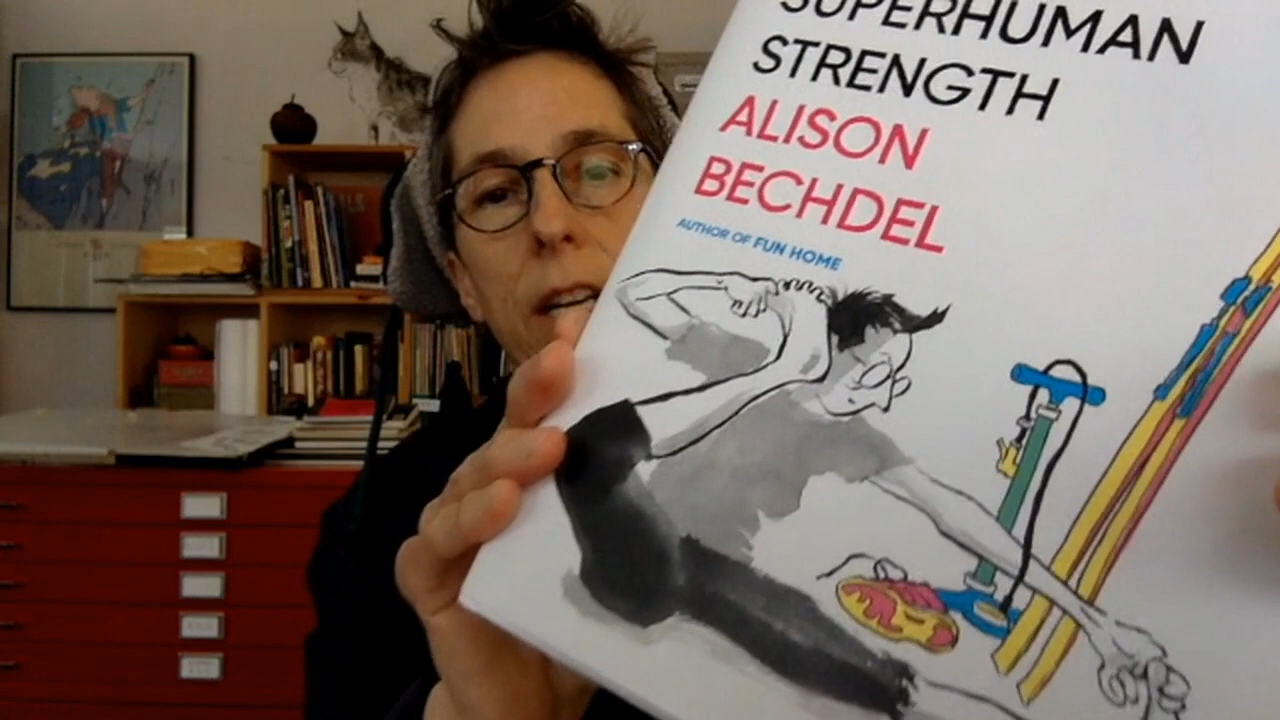 SUPERHUMAN
STRENGTH
ALISON
BECHDEL
AUTHOR OF FUN HOME